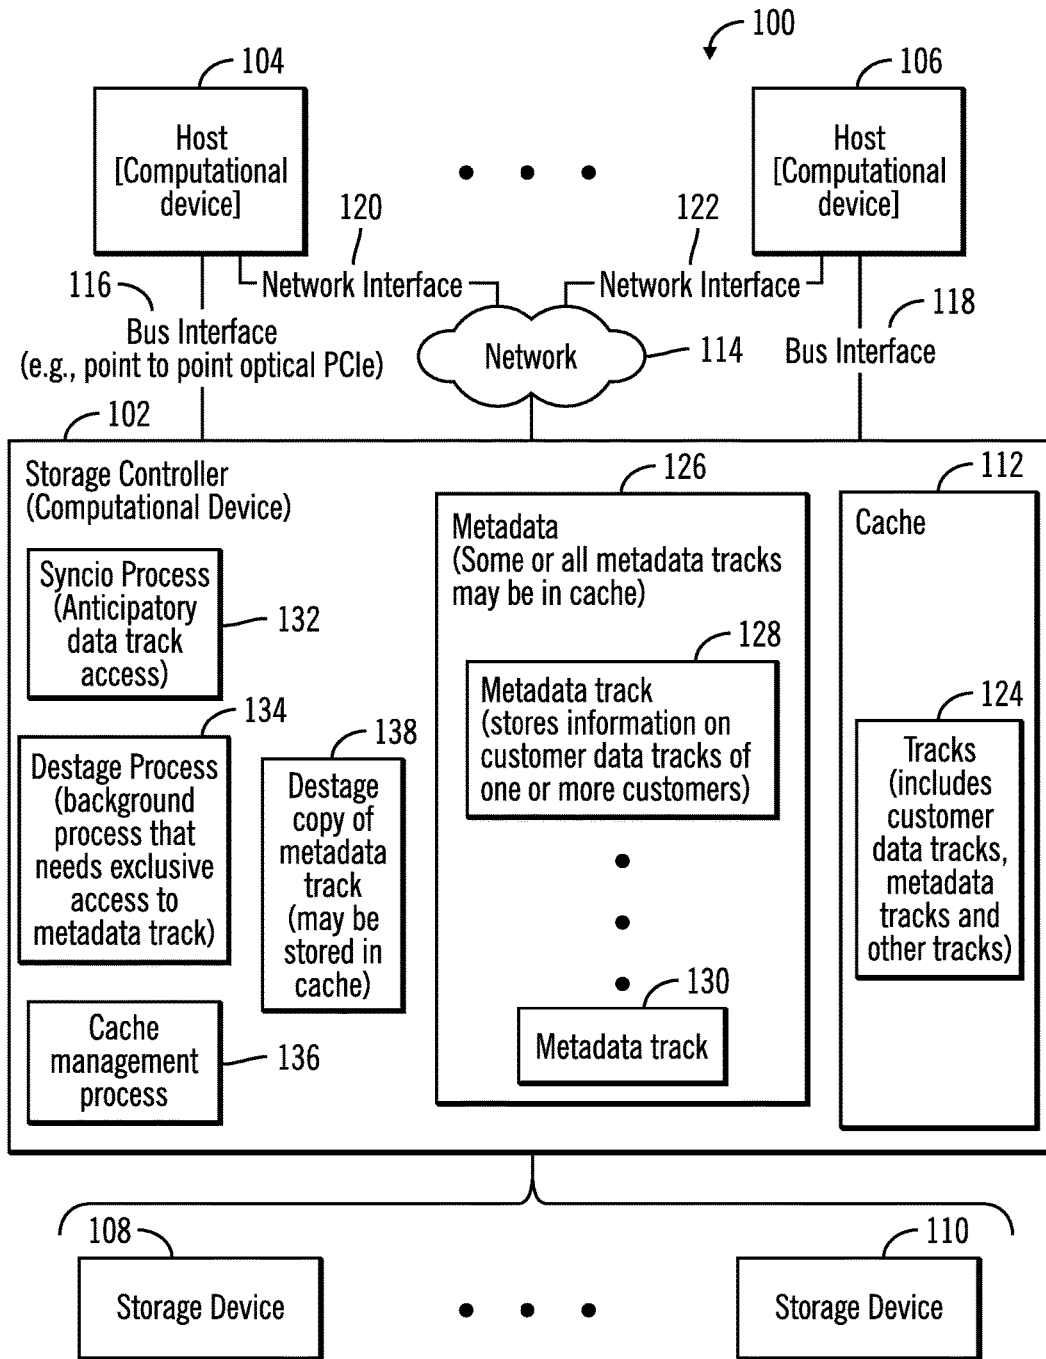 100
104
106
Host
[Computational
device]
Host
[Computational
device]
120
122
116
Network Interface
Network Interface
118
Bus Interface
(e.g., point to point optical PCIe)
Network
114
Bus Interface
102
Storage Controller
(Computational Device)
126
112
Metadata
(Some or all metadata tracks
may be in cache)
Cache
Syncio Process
(Anticipatory
data track
access)
132
128
Metadata track
(stores information on
customer data tracks of
one or more customers)
134
138
124
Destage Process
(background
process that
needs exclusive
access to
metadata track)
Destage
copy of
metadata
track
(may be
stored in
cache)
Tracks
(includes
customer
data tracks,
metadata
tracks and
other tracks)
130
Metadata track
Cache
management
process
136
108
110
Storage Device
Storage Device